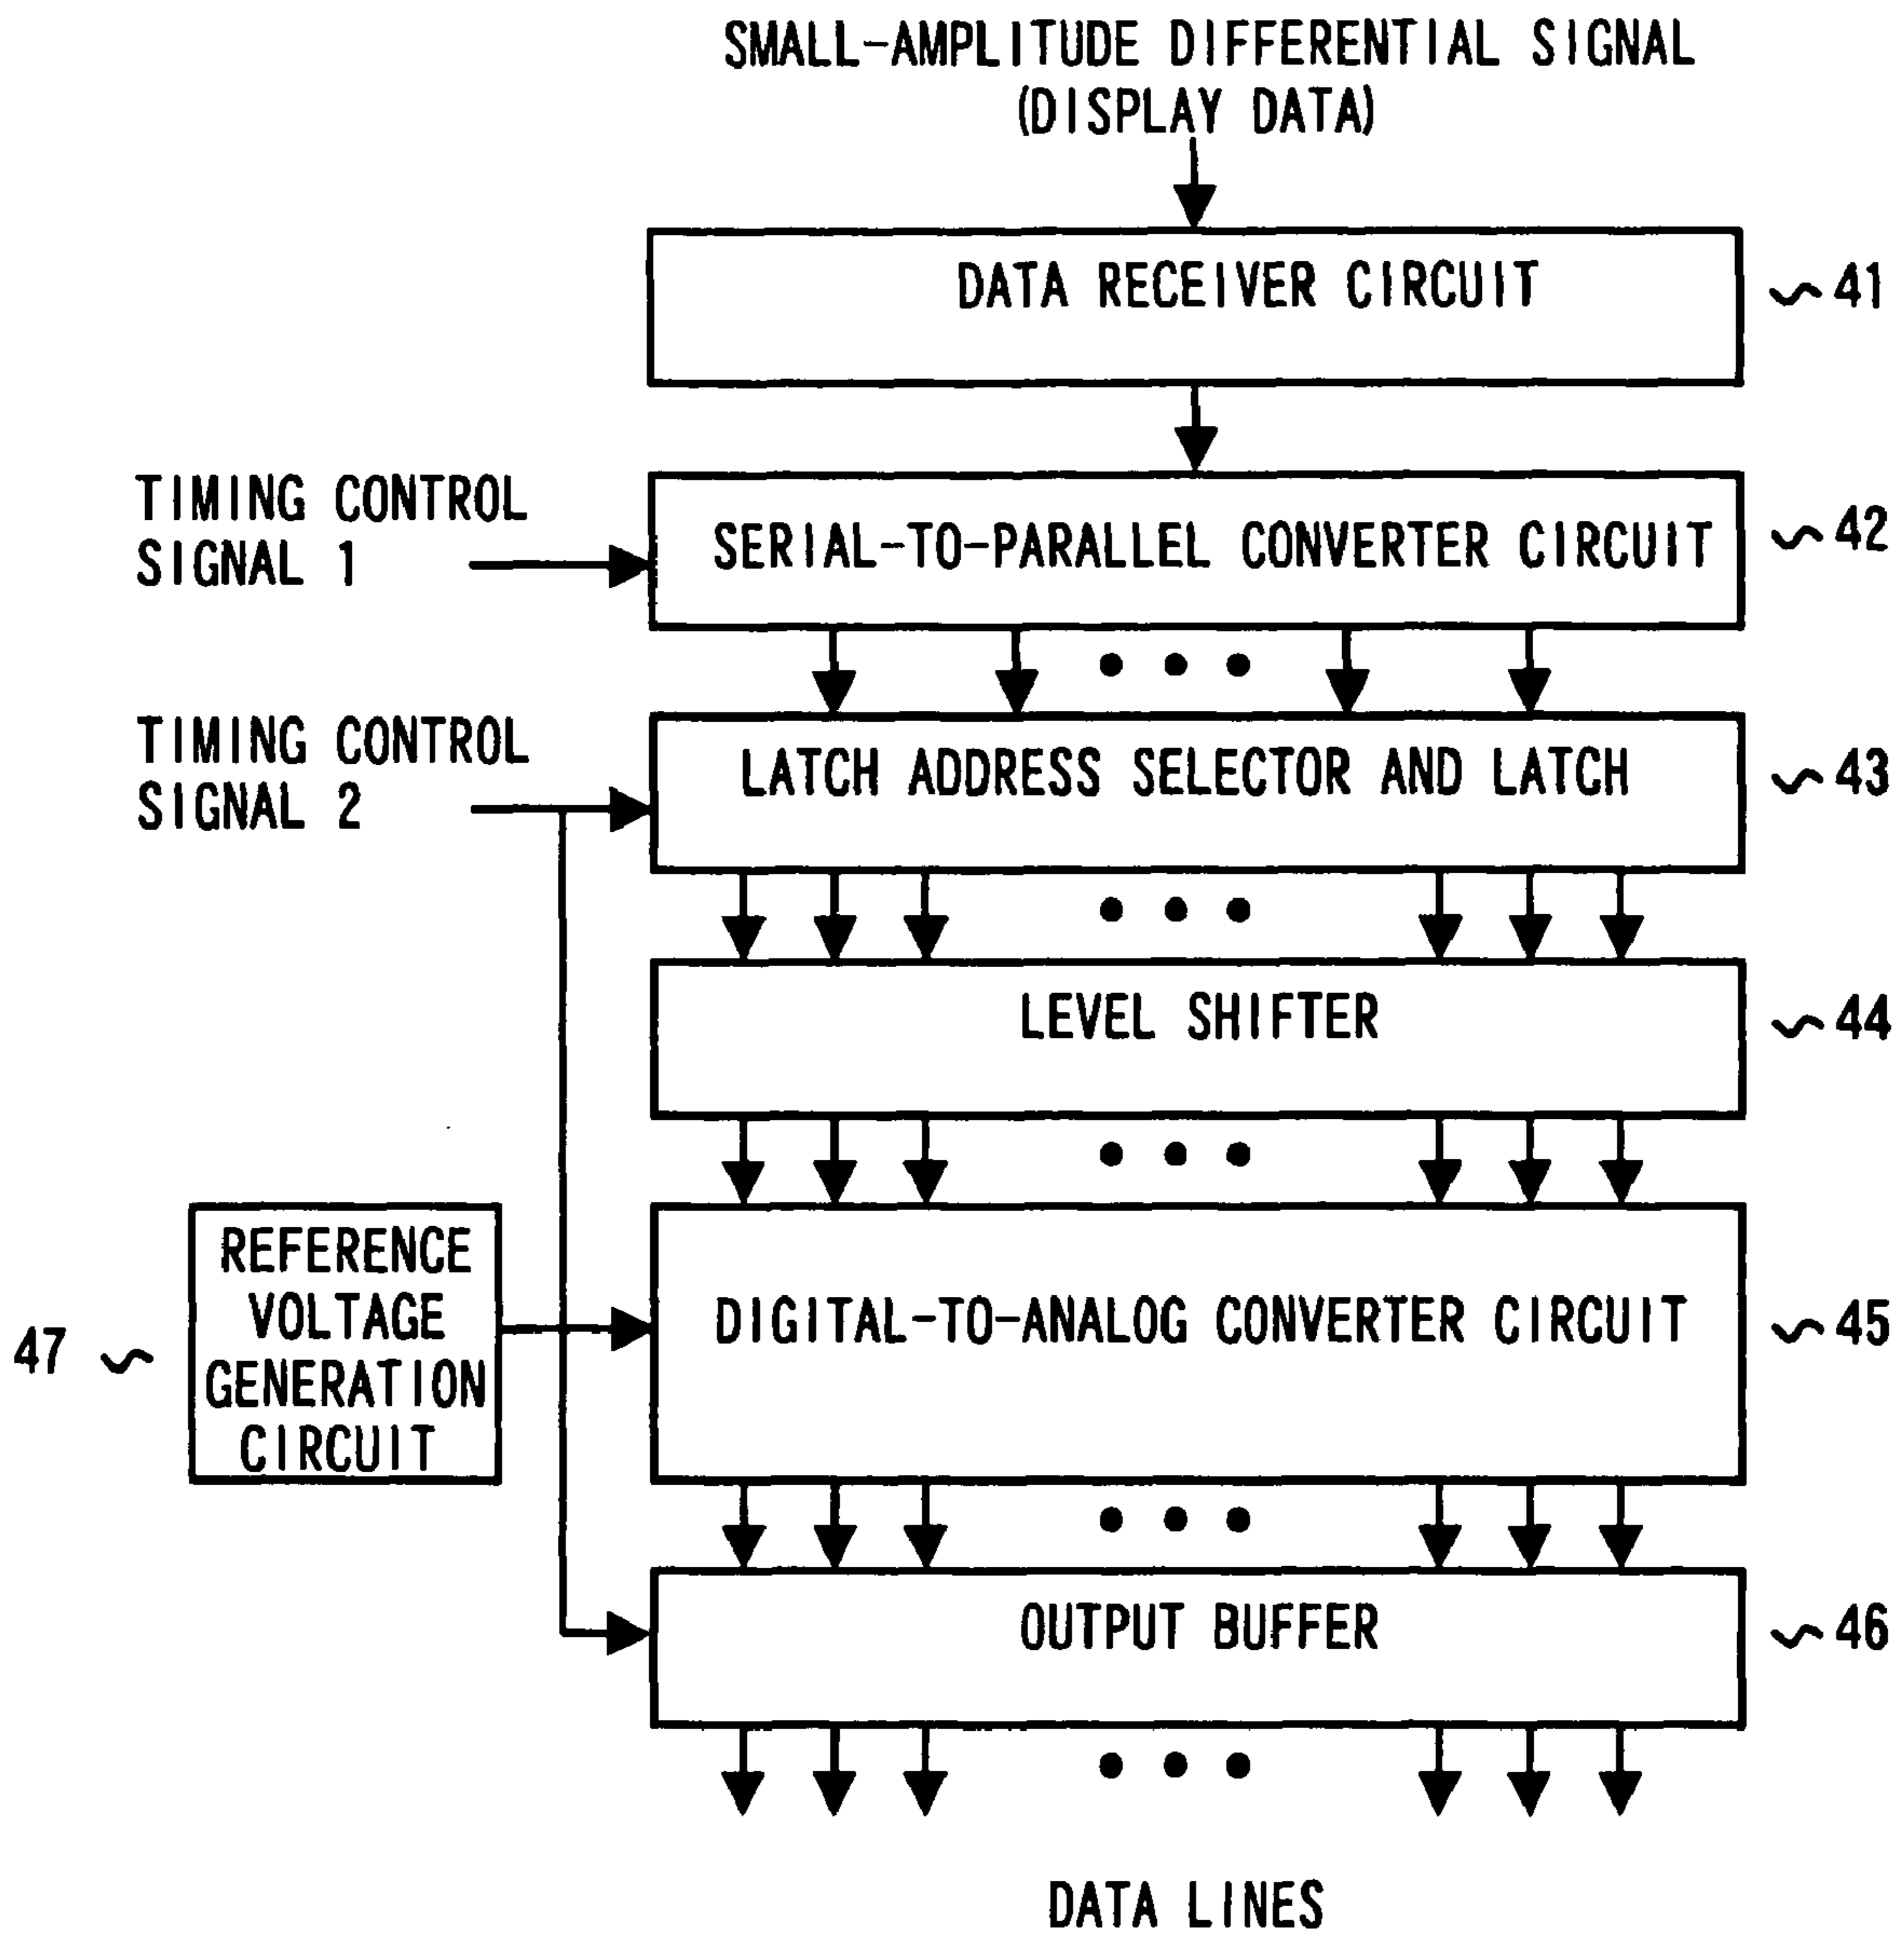 SMALL-AMPLITUDE DIFFERENTIAL SIGNAL
(DISPLAY DATA)
DATA RECEIVER CIRCUIT
41
TIMING CONTROL
SIGNAL 1
SERIAL-TO-PARALLEL CONVERTER CIRCUIT
42
TIMING CONTROL
SIGNAL 2
LATCH ADDRESS SELECTOR AND LATCH
43
LEVEL SHIFTER
44
47
REFERENCE
VOLTAGE
GENERATION
CIRCUIT
DIGITAL-TO-ANALOG CONVERTER CIRCUIT
45
OUTPUT BUFFER
46
DATA LINES